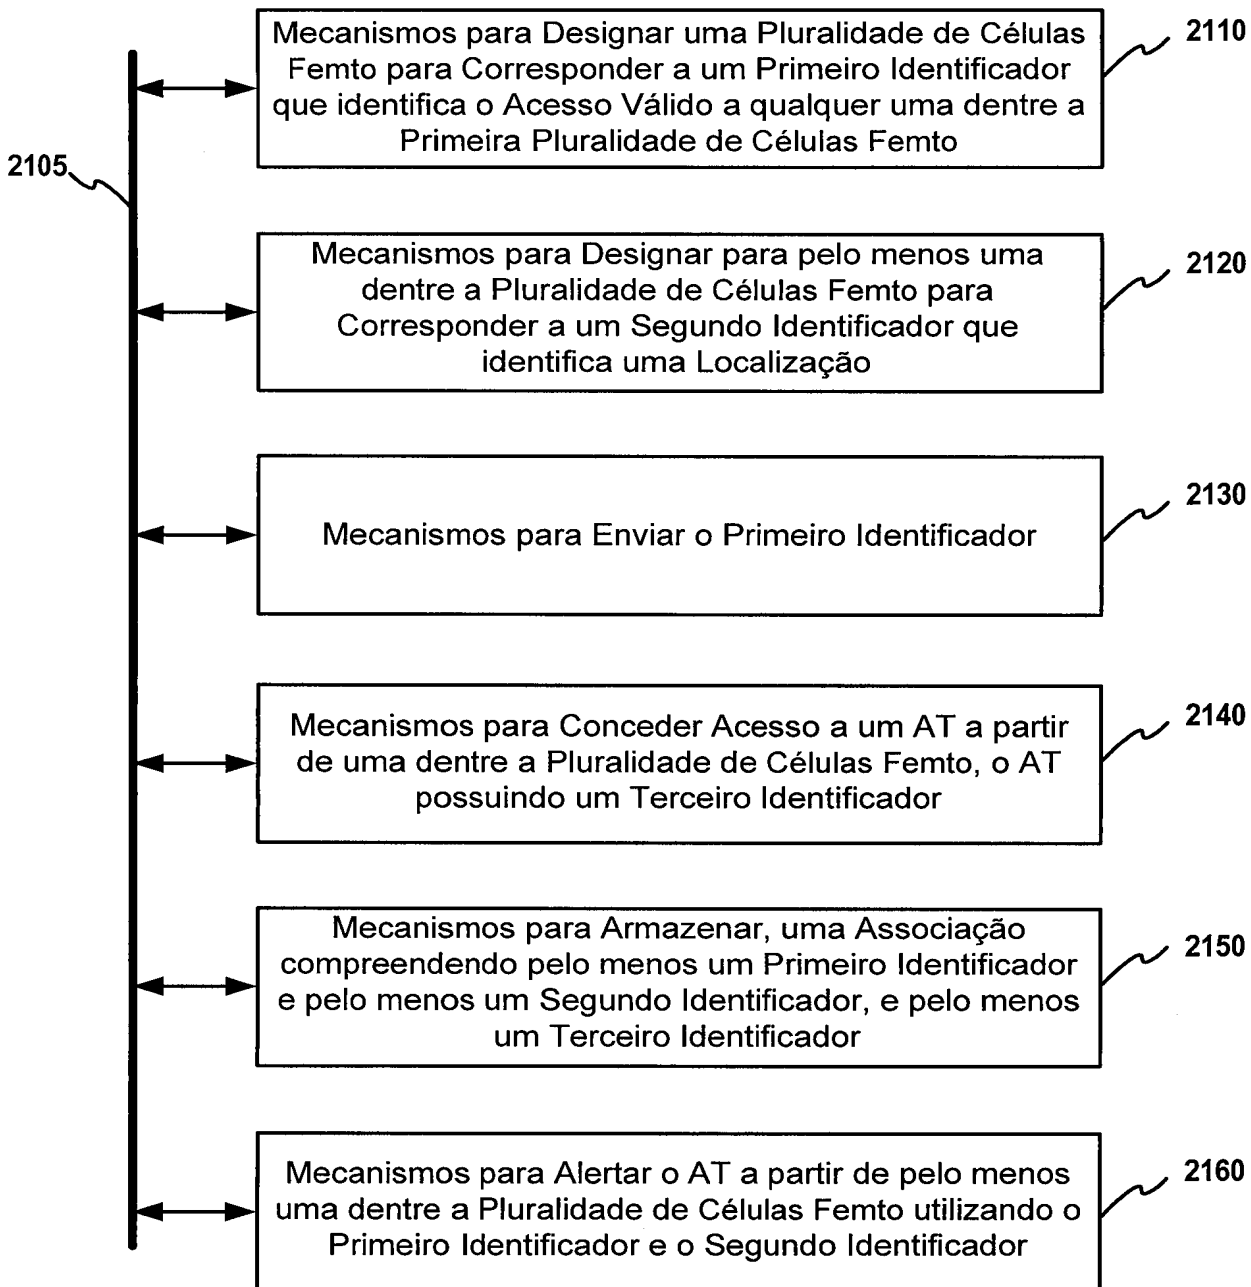 Mecanismos para Designar uma Pluralidade de Células
Femto para Corresponder a um Primeiro Identificador
que identifica o Acesso Válido a qualquer uma dentre a
Primeira Pluralidade de Células Femto
2110
2105
Mecanismos para Designar para pelo menos uma
dentre a Pluralidade de Células Femto para
Corresponder a um Segundo Identificador que
identifica uma Localização
2120
Mecanismos para Enviar o Primeiro Identificador
2130
Mecanismos para Conceder Acesso a um AT a partir
de uma dentre a Pluralidade de Células Femto, o AT
possuindo um Terceiro Identificador
2140
Mecanismos para Armazenar, uma Associação
compreendendo pelo menos um Primeiro Identificador
e pelo menos um Segundo Identificador, e pelo menos
um Terceiro Identificador
2150
Mecanismos para Alertar o AT a partir de pelo menos
uma dentre a Pluralidade de Células Femto utilizando o
Primeiro Identificador e o Segundo Identificador
2160